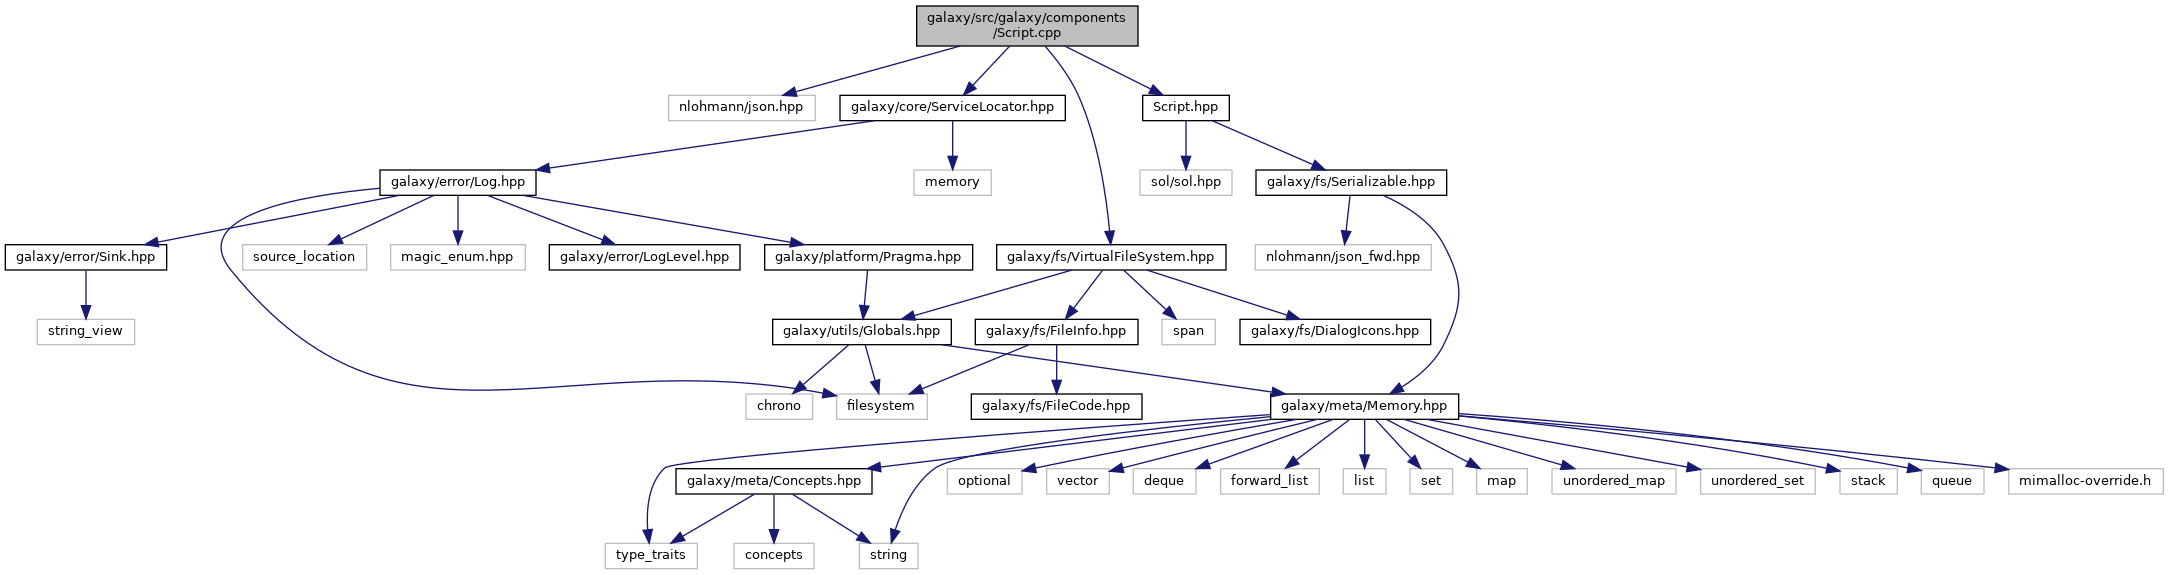 galaxy/src/galaxy/components
/Script.cpp
nlohmann/json.hpp
galaxy/core/ServiceLocator.hpp
Script.hpp
galaxy/error/Log.hpp
memory
sol/sol.hpp
galaxy/fs/Serializable.hpp
galaxy/error/Sink.hpp
source_location
magic_enum.hpp
galaxy/error/LogLevel.hpp
galaxy/platform/Pragma.hpp
galaxy/fs/VirtualFileSystem.hpp
nlohmann/json_fwd.hpp
string_view
galaxy/utils/Globals.hpp
galaxy/fs/FileInfo.hpp
span
galaxy/fs/DialogIcons.hpp
chrono
filesystem
galaxy/fs/FileCode.hpp
galaxy/meta/Memory.hpp
galaxy/meta/Concepts.hpp
optional
vector
deque
forward_list
list
set
map
unordered_map
unordered_set
stack
queue
mimalloc-override.h
type_traits
concepts
string